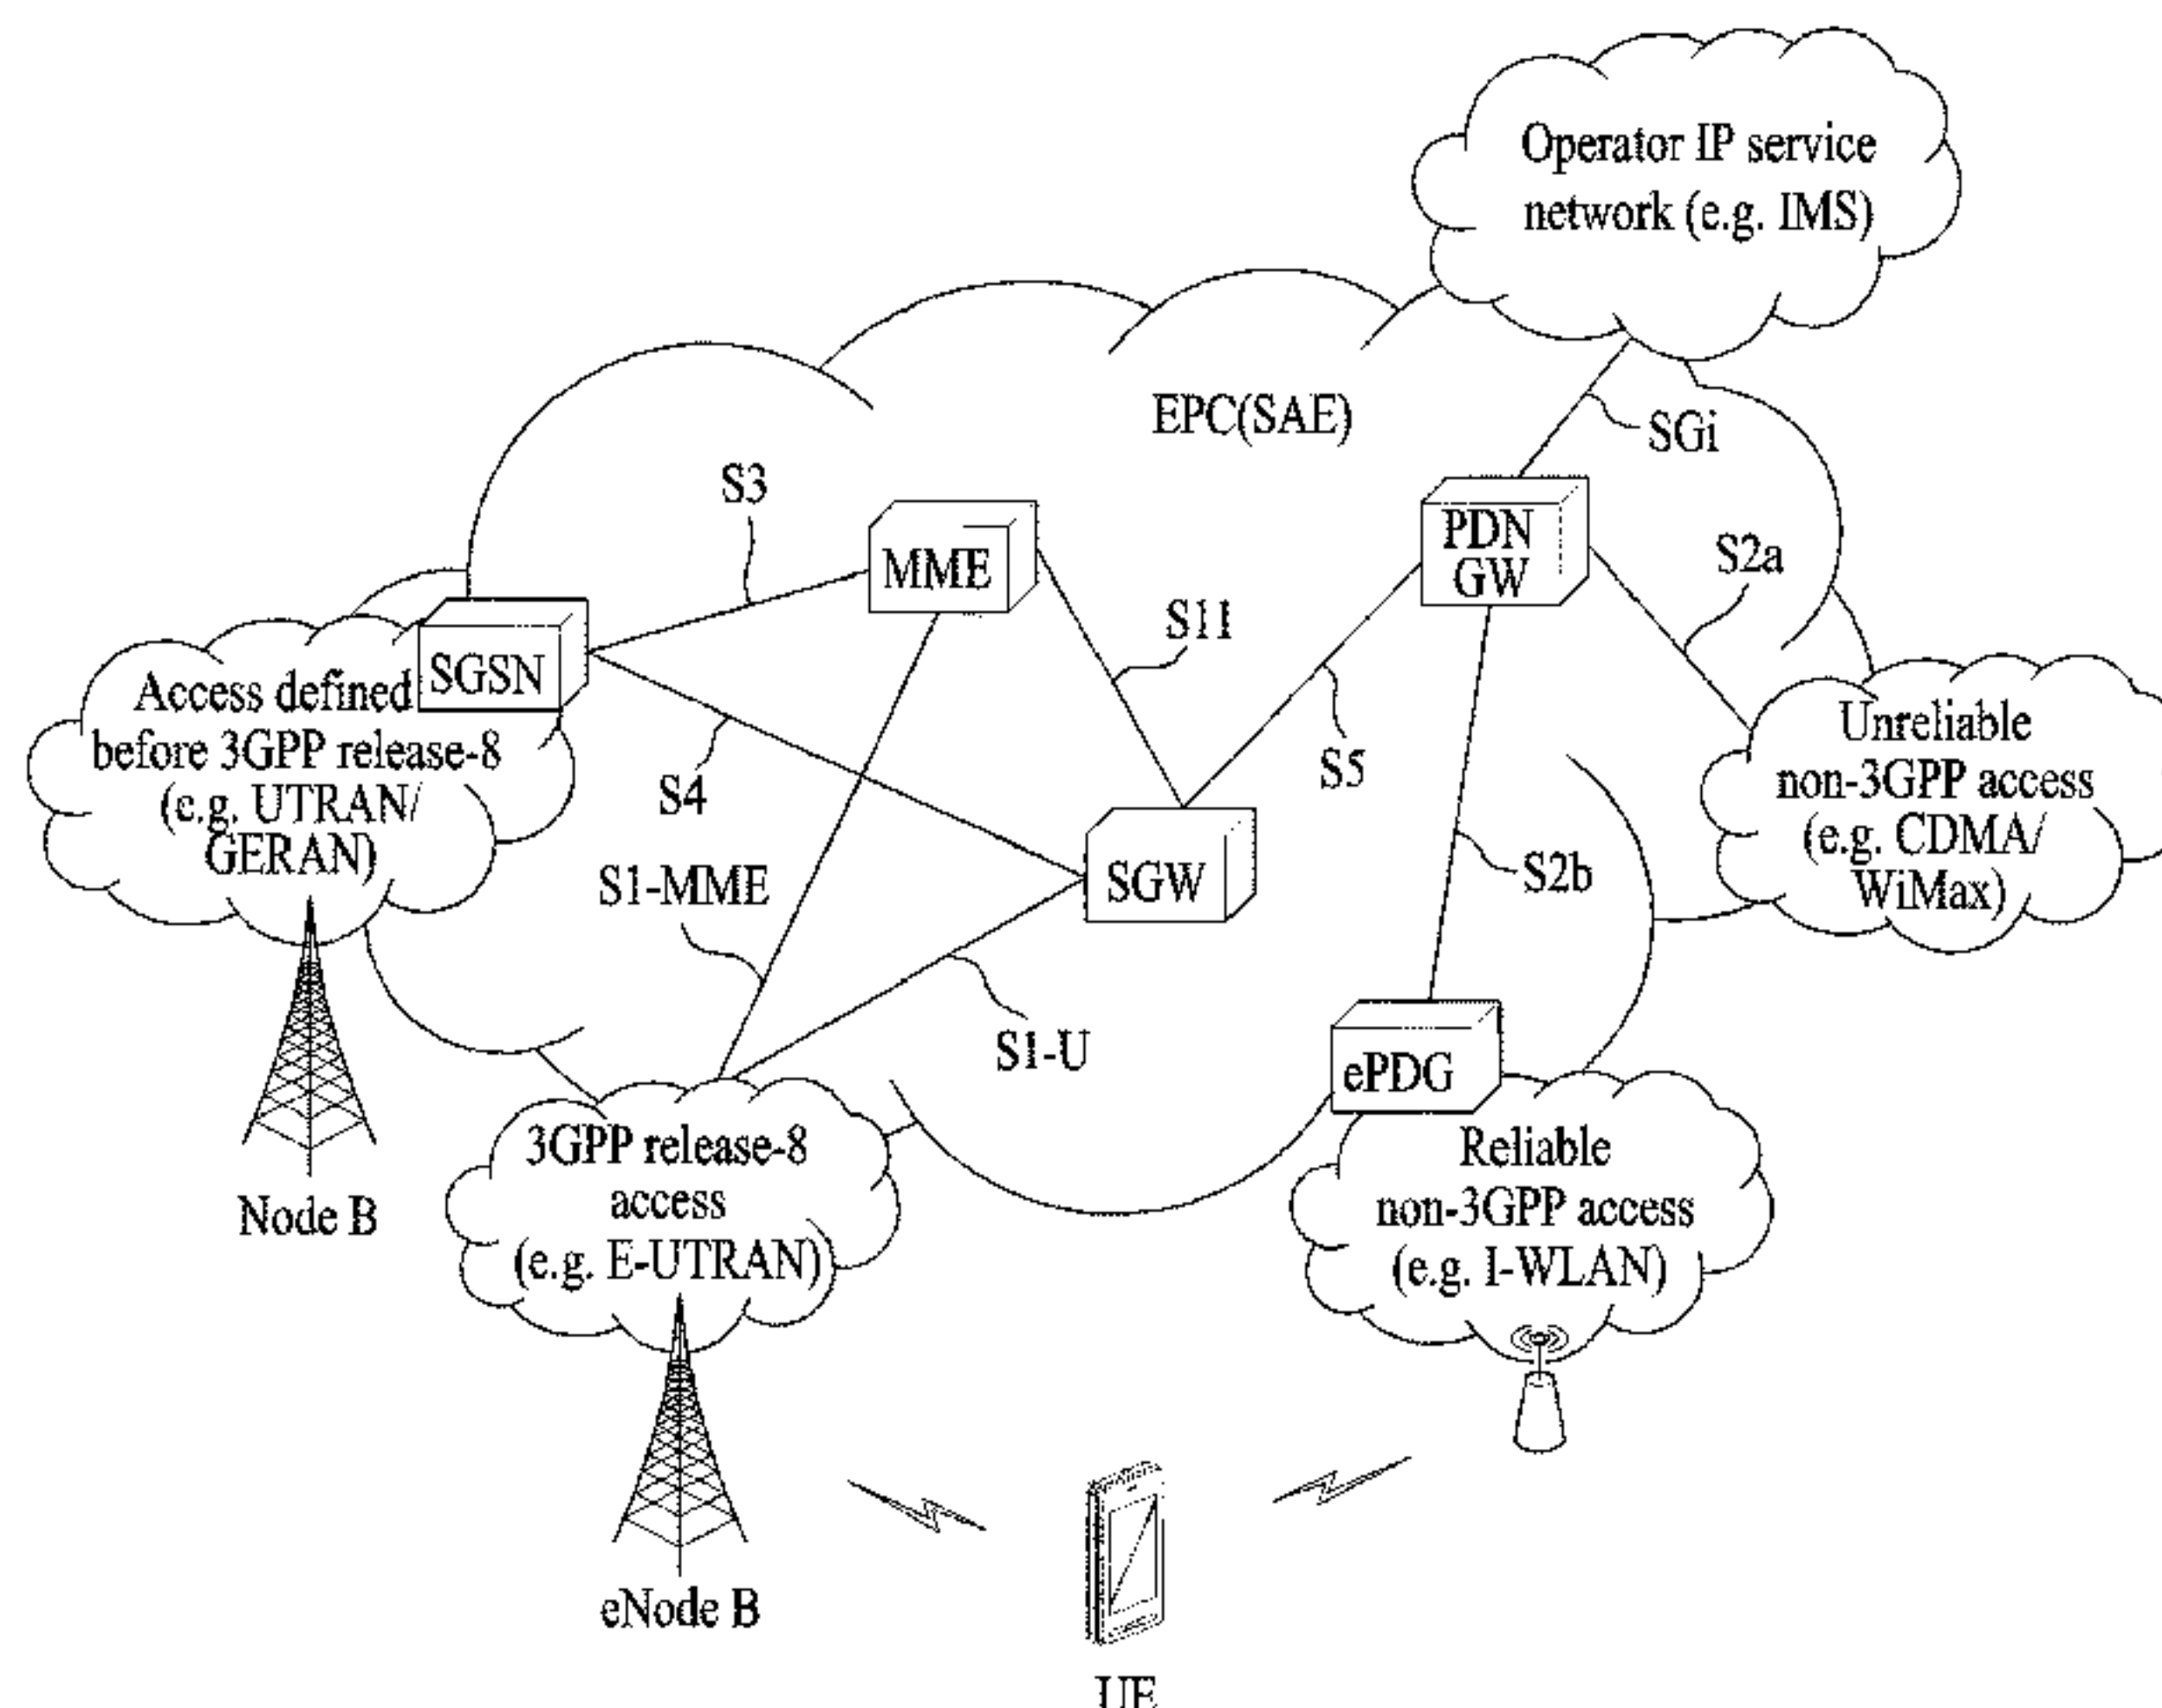 Operator IP service
network (e.g. IMS)
EPC(SAE)
SGi
S3
MME
PDN
GW
S2a
S11
SGSN
Access defined
before 3GPP release-8
(e.g. UTRAN/
GERAN)
S4
S5
Unreliable
non-3GPP access
(e.g. CDMA/
WiMax)
S1-MME
SGW
S2b
S1-U
ePDG
Node B
3GPP release-8
access
(e.g. E-UTRAN)
Reliable
non-3GPP access
(e.g. I-WLAN)
eNode B
UE